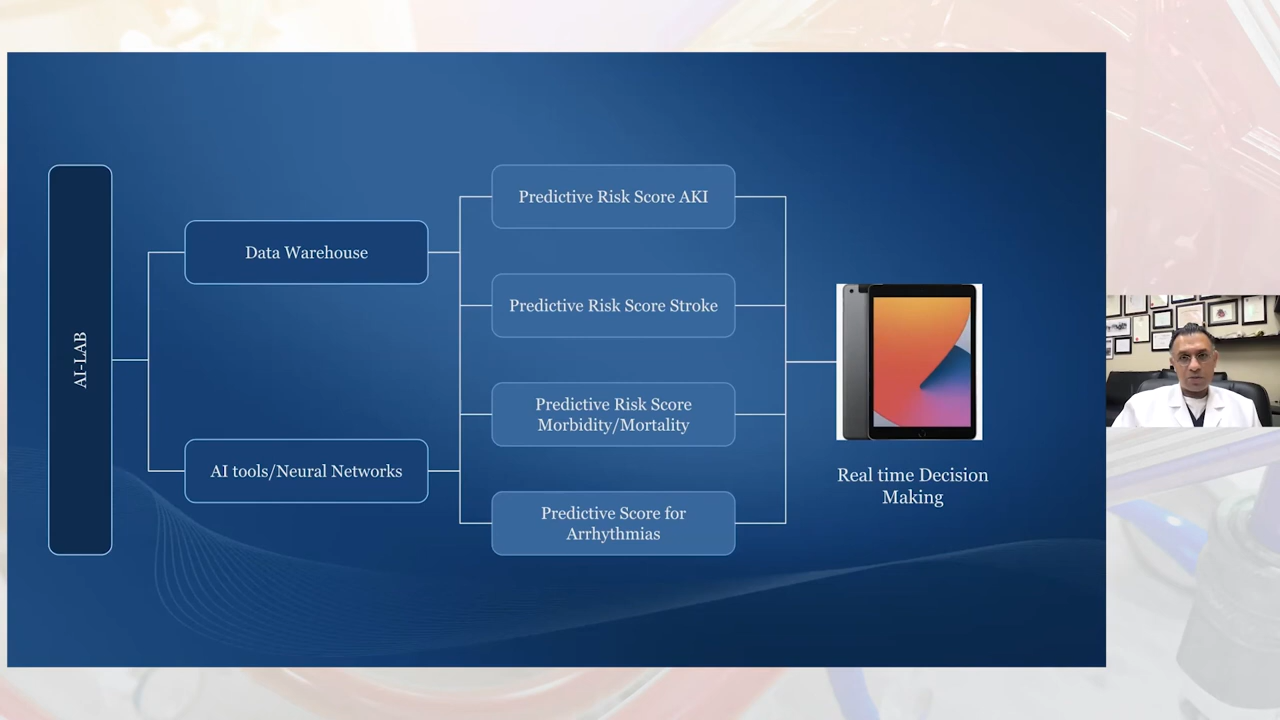 AI-LAB
Data Warehouse
AI tools/Neural Networks
Predictive Risk Score AKI
Predictive Risk Score Stroke
Predictive Risk Score
Morbidity/Mortality
Predictive Score for
Arrhythmias
Real time Decision
Making